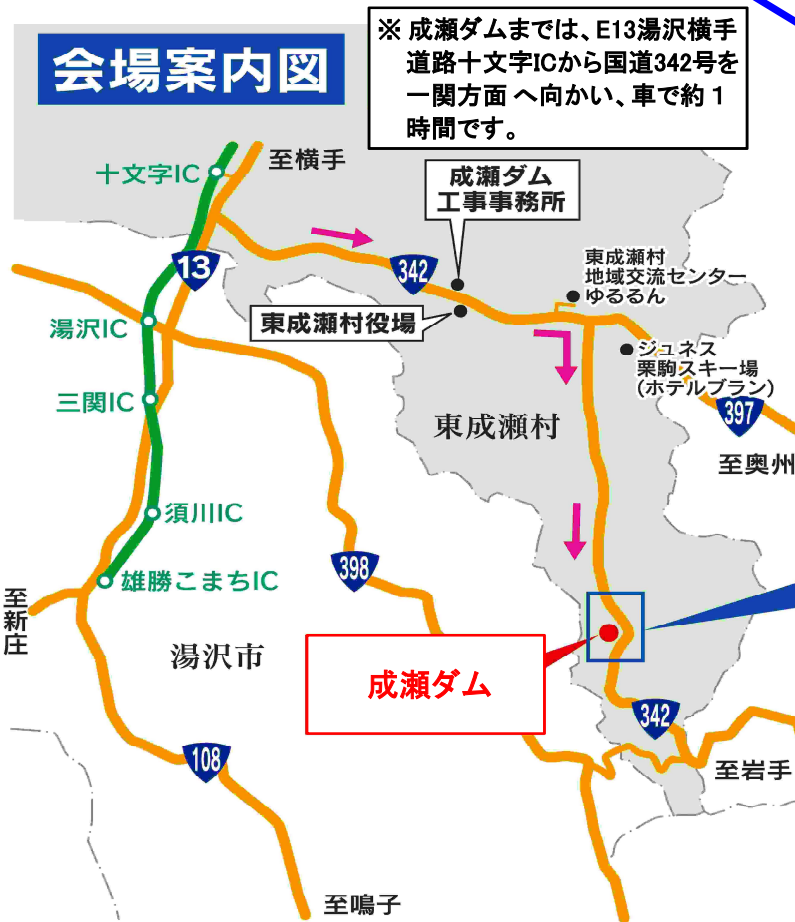 会場案内図
※ 成瀬ダムまでは、E13湯沢横手
道路十文字ICから国道342号を
一関方面 へ向かい、車で約 1
時間です。
十文字IC
至横手
成瀬ダム
工事事務所
13
342
東成瀬村
地域交流センター
ゆるるん
湯沢IC
東成瀬村役場
ジュネス
栗駒スキー場
(ホテルブラン)
三関IC
397
東成瀬村
至奥州
須川IC
398
雄勝こまちIC
至新庄
湯沢市
成瀬ダム
342
108
至岩手
至鳴子